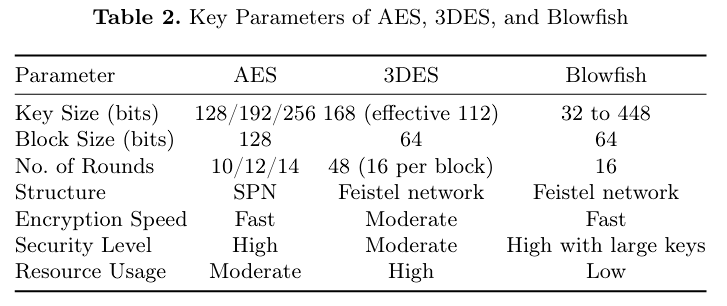 Table 2. Key Parameters of AES, 3DES, and Blowfish
Parameter AES 3DES Blowfish
Key Size (bits) 128/192/256 168 (effective 112) 32 to 448
Block Size (bits) 128 64 64
No. of Rounds 10/12/14 48 (16 per block) 16
Structure SPN Feistel network Feistel network
Encryption Speed Fast Moderate Fast
Security Level High Moderate High with large keys
Resource Usage Moderate High Low